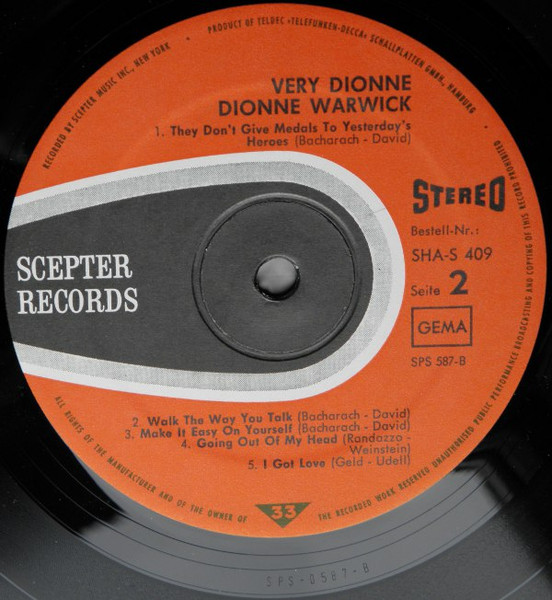 RECORDED BY SCEPTER MUSIC INC., NEW YORK • PRODUCT OF TELDEC »TELEFUNKEN-DECCA« SCHALLPLATTEN GMBH, HAMBURG
VERY DIONNE
DIONNE WARWICK
1. They Don't Give Medals To Yesterday's
Heroes (Bacharach - David)
STEREO
Bestell-Nr.:
SHA-S 409
Seite 2
GEMA
SPS 587-B
SCEPTER
RECORDS
2. Walk The Way You Talk (Bacharach - David)
3. Make It Easy On Yourself (Bacharach - David)
4. Going Out Of My Head (Randazzo -
Weinstein)
5. I Got Love (Geld - Udell)
33
ALL RIGHTS OF THE MANUFACTURER AND OF THE OWNER OF THE RECORDED WORK RESERVED UNAUTHORISED PUBLIC PERFORMANCE BROADCASTING AND COPYING OF THIS RECORD PROHIBITED
SPS-0587-B